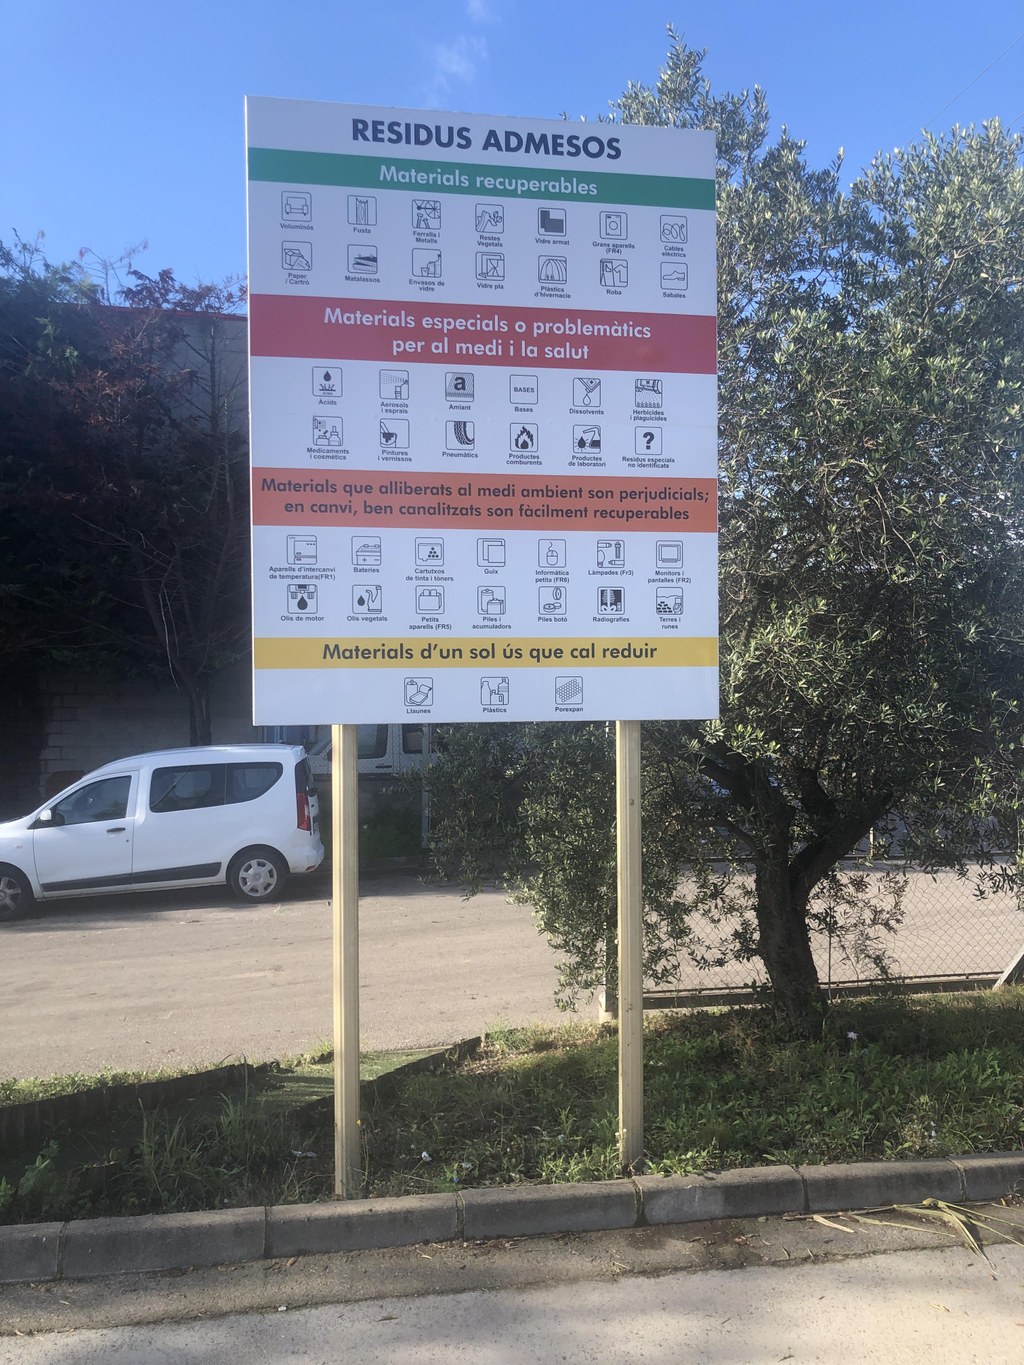 RESIDUS ADMESOS
Materials recuperables
Voluminós
Fusta
Ferralla i
Metalls
Restes
Vegetals
Vidre armat
Grans aparells
(FR4)
Cables
elèctrics
Paper
/ Cartró
Matalassos
Envasos de
vidre
Vidre pla
Plàstics
d'hivernacle
Roba
Sabates
Materials especials o problemàtics
per al medi i la salut
Àcids
Aerosols
i esprais
a
Amiant
BASES
Bases
Dissolvents
Herbicides
i plaguicides
Medicaments
i cosmètics
Pintures
i vernissos
Pneumàtics
Productes
comburents
Productes
de laboratori
?
Residus especials
no identificats
Materials que alliberats al medi ambient son perjudicials;
en canvi, ben canalitzats son fàcilment recuperables
Aparells d'intercanvi
de temperatura(FR1)
Bateries
Cartutxos
de tinta i tòners
Guix
Informàtica
petita (FR6)
Làmpades (Fr3)
Monitors i
pantalles (FR2)
Olis de motor
Olis vegetals
Petits
aparells (FR5)
Piles i
acumuladors
Piles botó
Radiografies
Terres i
runes
Materials d'un sol ús que cal reduir
Llaunes
Plàstics
Porexpan